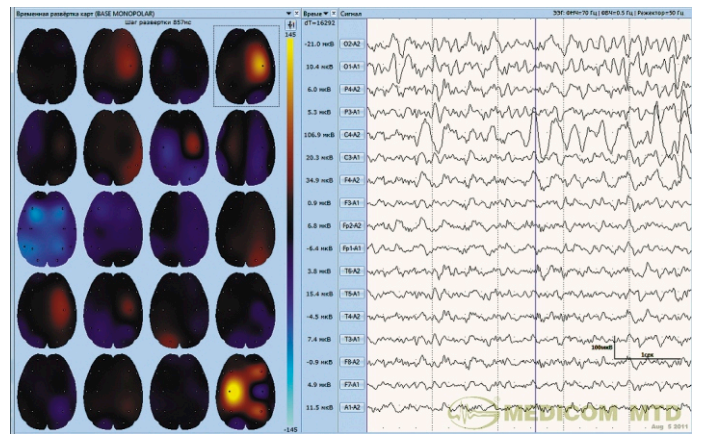 Временная развёртка карт (BASE MONOPOLAR)
Шаг развертки 857мс
145
-145
Время
dT=16292
Сигнал
ЭЭГ: ФНЧ=70 Гц | ФВЧ=0.5 Гц | Режектор=50 Гц
-21.0 мкВ O2-A2
10.4 мкВ O1-A1
6.0 мкВ P4-A2
5.3 мкВ P3-A1
106.9 мкВ C4-A2
20.3 мкВ C3-A1
34.9 мкВ F4-A2
0.9 мкВ F3-A1
6.8 мкВ Fp2-A2
-6.4 мкВ Fp1-A1
3.8 мкВ T6-A2
15.4 мкВ T5-A1
-4.5 мкВ T4-A2
7.4 мкВ T3-A1
-0.9 мкВ F8-A2
4.9 мкВ F7-A1
11.5 мкВ A1-A2
100мкВ
1сек
MEDICOM MTD
Aug 5 2011